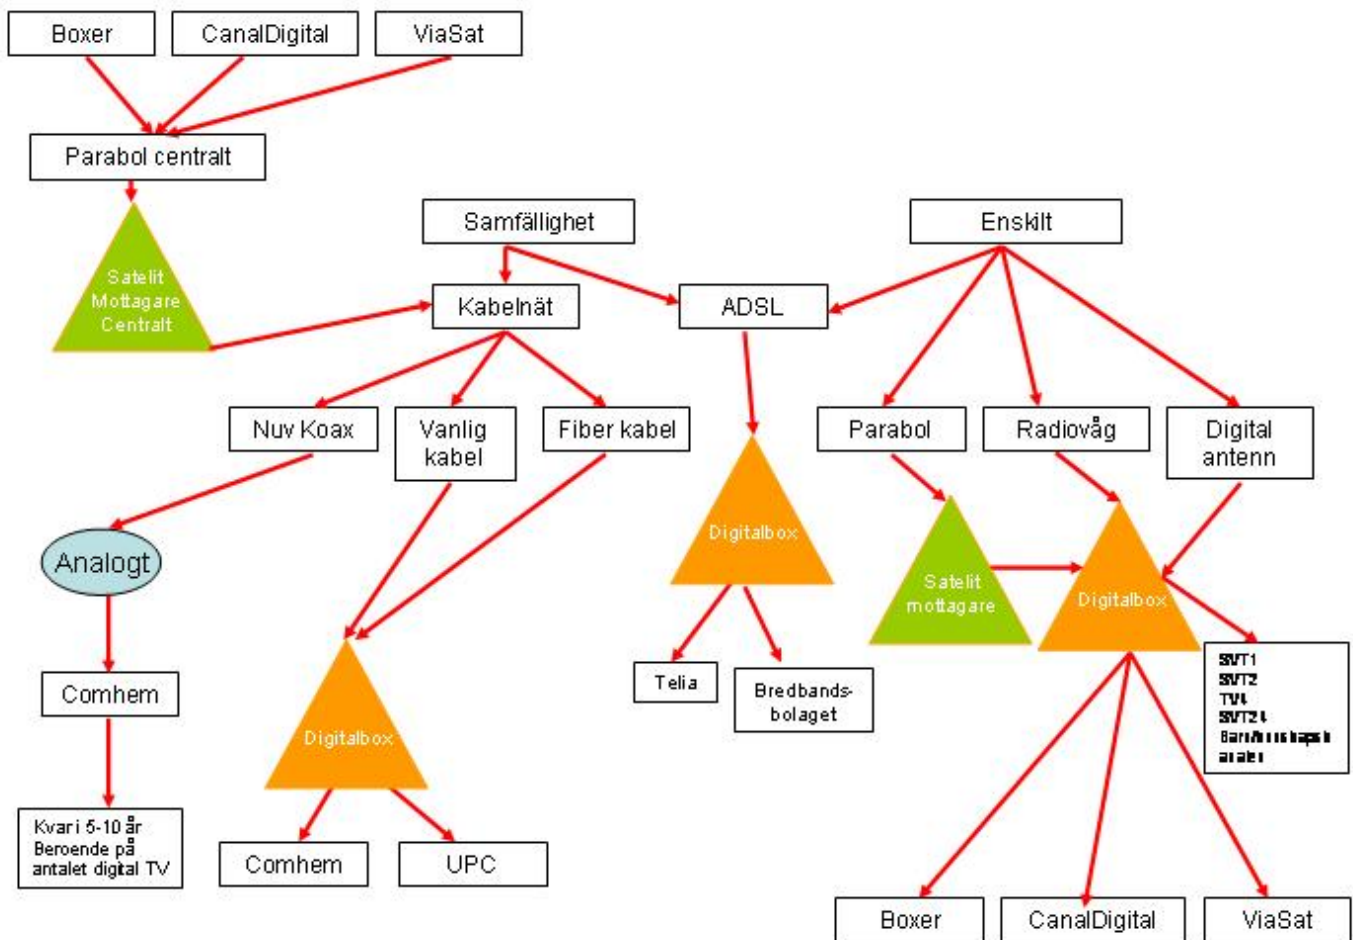 Boxer
CanalDigital
ViaSat
Parabol centralt
Satelit
Mottagare
Centralt
Samfällighet
Enskilt
Kabelnät
ADSL
Nuv Koax
Vanlig
kabel
Fiber kabel
Parabol
Radiovåg
Digital
antenn
Analogt
Digitalbox
Satelit
mottagare
Digitalbox
Comhem
Telia
Bredbands-
bolaget
SVT1
SVT2
TV4
SVT24
Digitalbox
Kvar i 5-10 år
Beroende på
antalet digital TV
Comhem
UPC
Boxer
CanalDigital
ViaSat